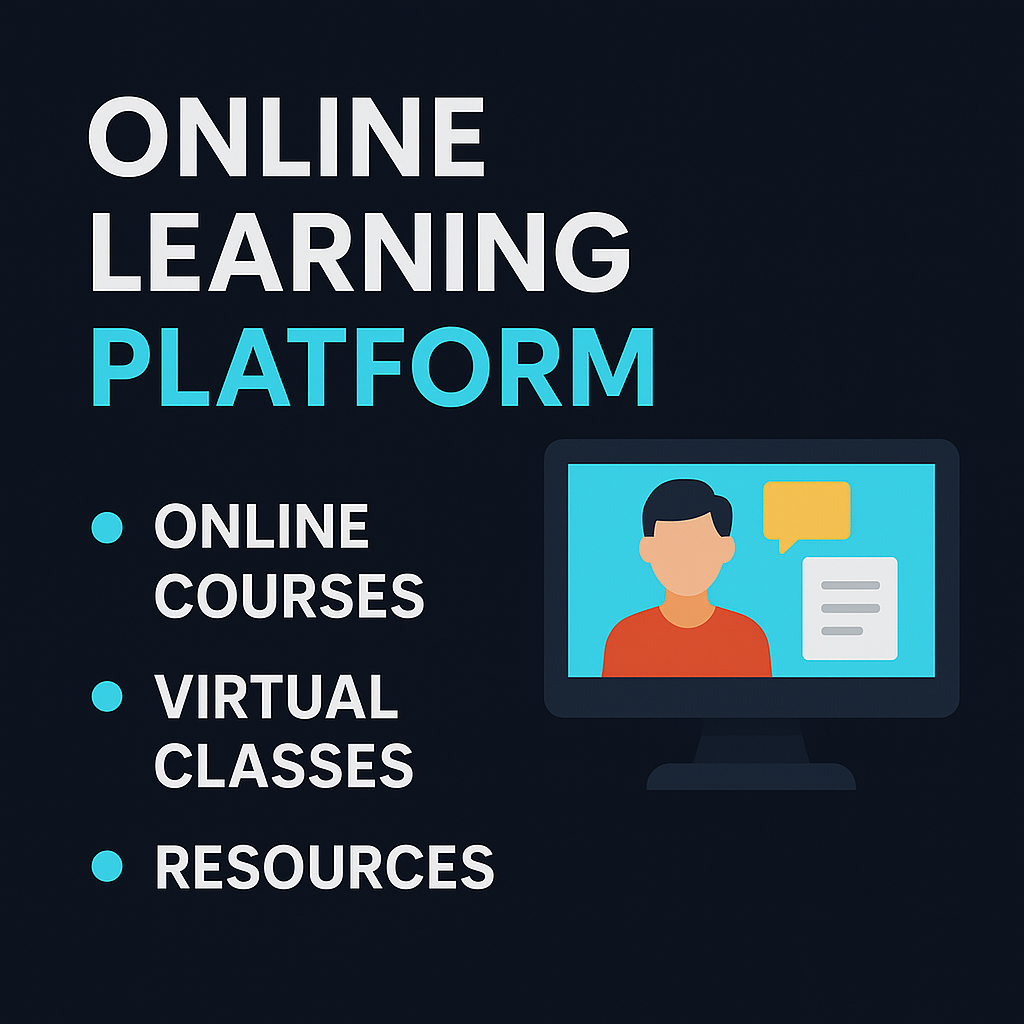 ONLINE
LEARNING
PLATFORM
ONLINE
COURSES
VIRTUAL
CLASSES
RESOURCES